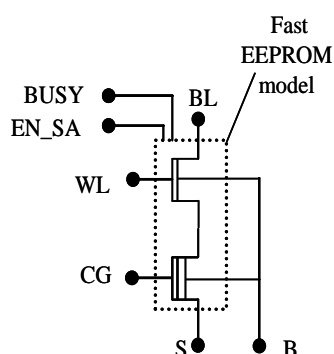 Fast
EEPROM
model
BUSY
BL
EN_SA
WL
CG
S
B